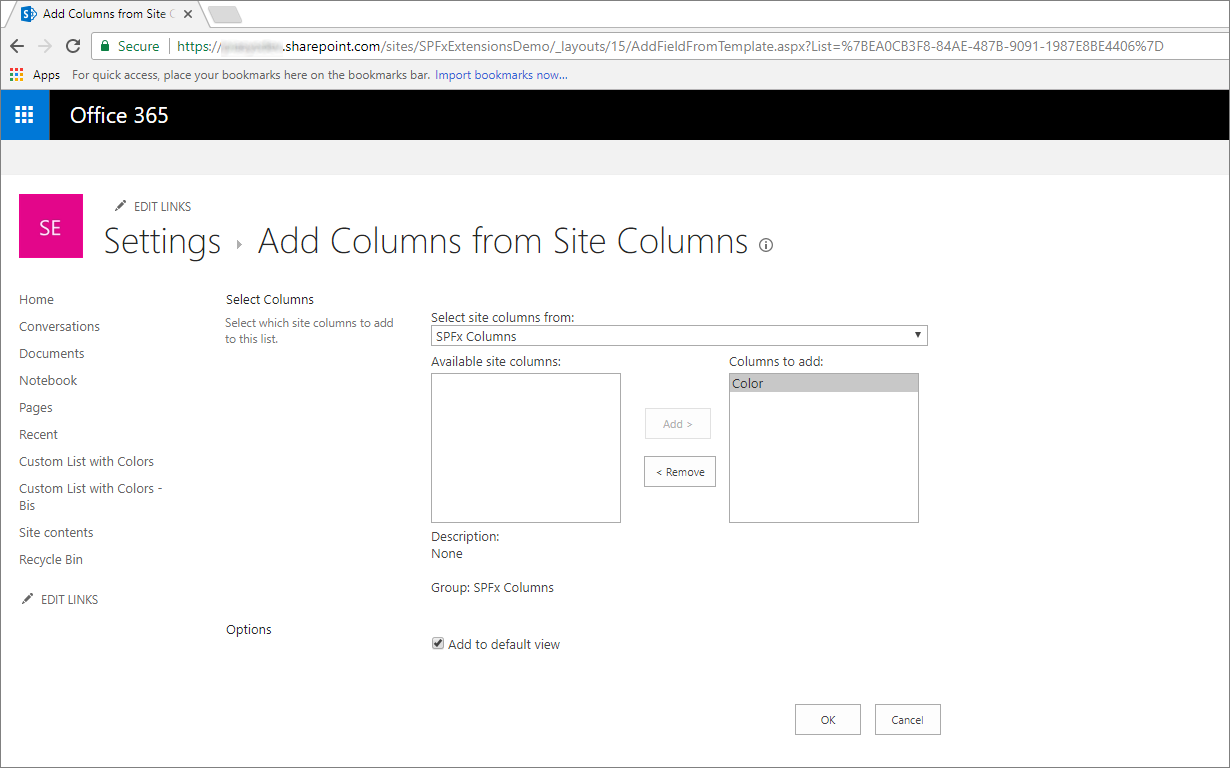 Add Columns from Site C
Secure https:// .sharepoint.com/sites/SPFxExtensionsDemo/_layouts/15/AddFieldFromTemplate.aspx?List=%7BEA0CB3F8-84AE-487B-9091-1987E8BE4406%7D
Apps For quick access, place your bookmarks here on the bookmarks bar. Import bookmarks now...
Office 365
SE
EDIT LINKS
Settings Add Columns from Site Columns
Home
Conversations
Documents
Notebook
Pages
Recent
Custom List with Colors
Custom List with Colors -
Bis
Site contents
Recycle Bin
EDIT LINKS
Select Columns
Select which site columns to add
to this list.
Select site columns from:
SPFx Columns
Available site columns:
Columns to add:
Color
Add >
< Remove
Description:
None
Group: SPFx Columns
Options
Add to default view
OK
Cancel